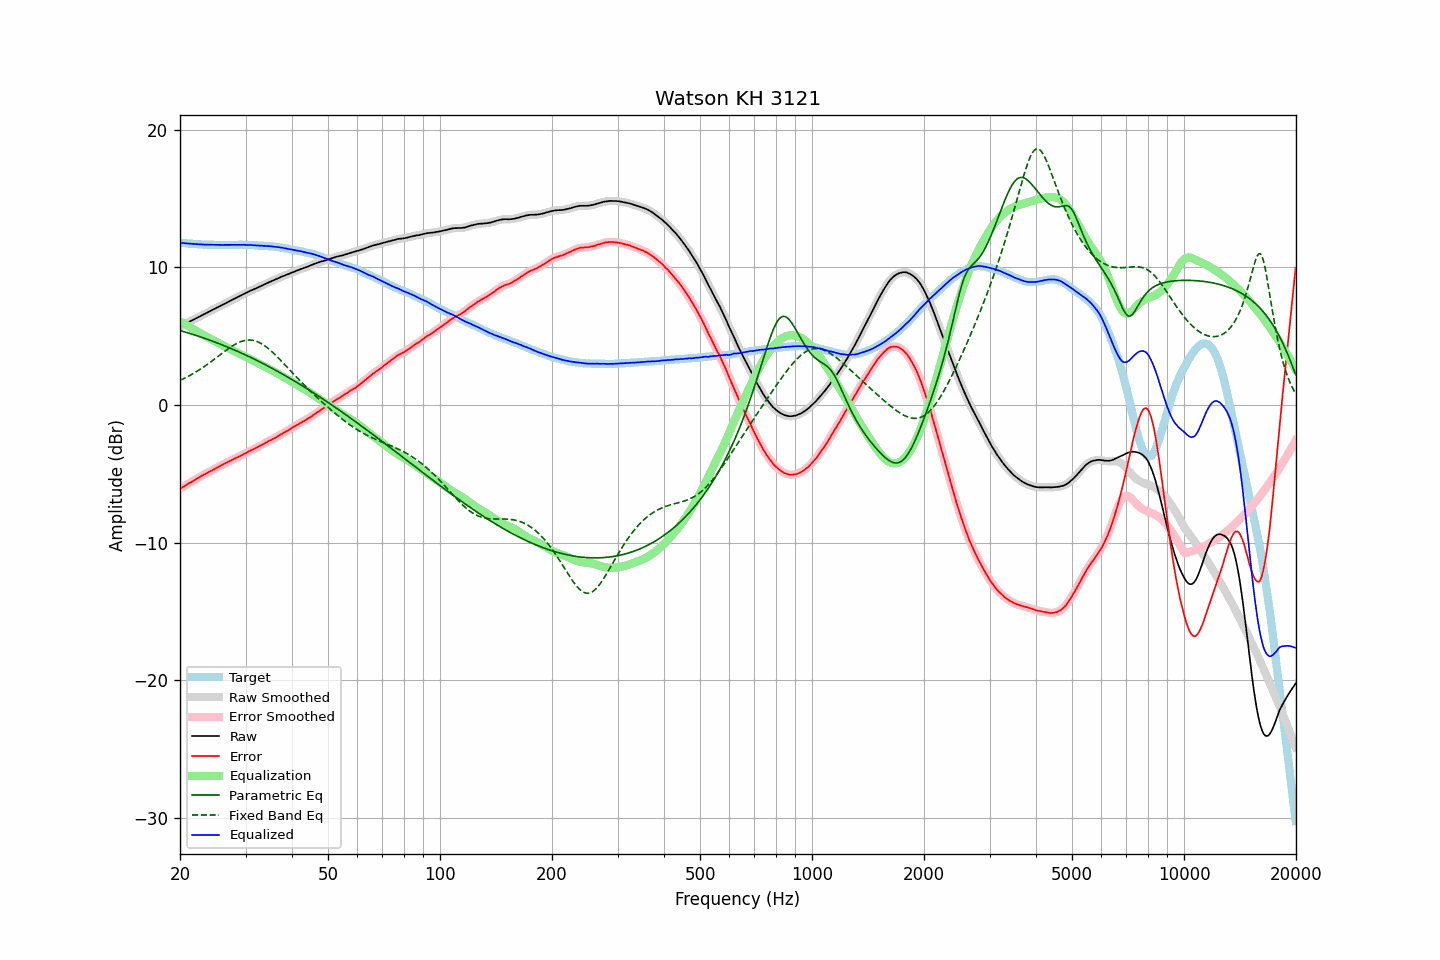 Watson KH 3121
20
10
0
−10
−20
−30
Amplitude (dBr)
Target
Raw Smoothed
Error Smoothed
Raw
Error
Equalization
Parametric Eq
Fixed Band Eq
Equalized
20 50 100 200 500 1000 2000 5000 10000 20000
Frequency (Hz)